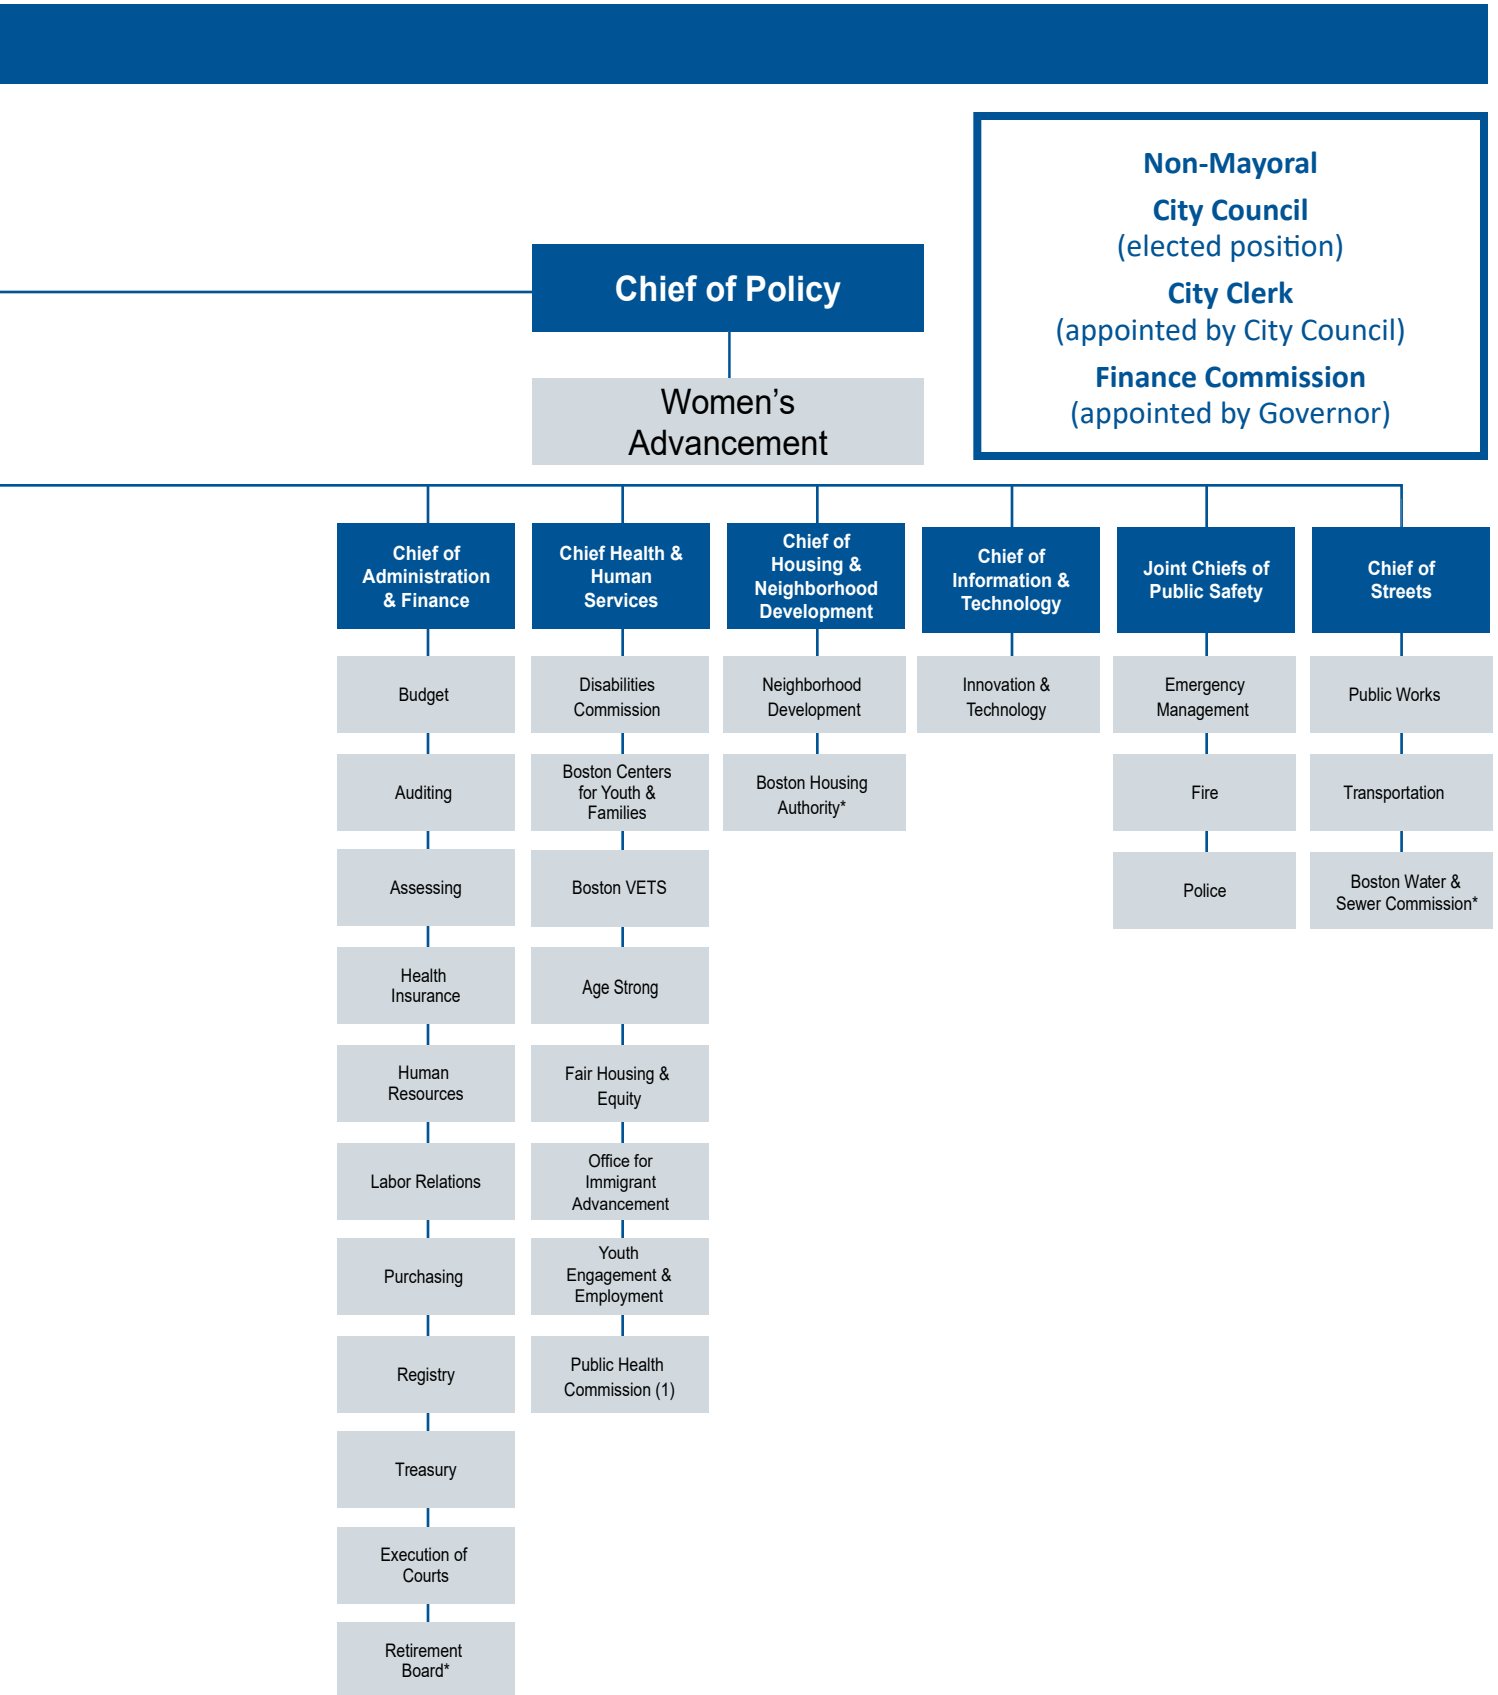 Non-Mayoral
City Council
(elected position)
City Clerk
(appointed by City Council)
Finance Commission
(appointed by Governor)
Chief of Policy
Women’s
Advancement
Chief of
Administration
& Finance
Budget
Auditing
Assessing
Health
Insurance
Human
Resources
Labor Relations
Purchasing
Registry
Treasury
Execution of
Courts
Retirement
Board*
Chief Health &
Human
Services
Disabilities
Commission
Boston Centers
for Youth &
Families
Boston VETS
Age Strong
Fair Housing &
Equity
Office for
Immigrant
Advancement
Youth
Engagement &
Employment
Public Health
Commission (1)
Chief of
Housing &
Neighborhood
Development
Neighborhood
Development
Boston Housing
Authority*
Chief of
Information &
Technology
Innovation &
Technology
Joint Chiefs of
Public Safety
Emergency
Management
Fire
Police
Chief of
Streets
Public Works
Transportation
Boston Water &
Sewer Commission*